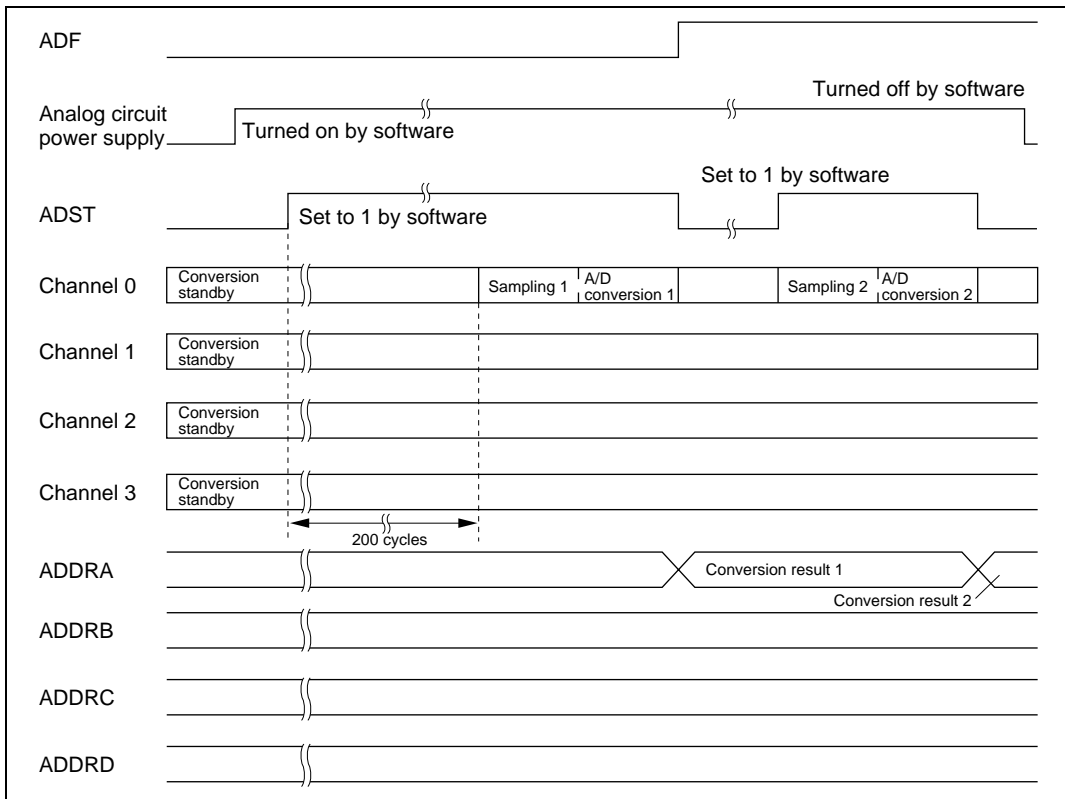 ADF
Turned off by software
Analog circuit
power supply
Turned on by software
Set to 1 by software
ADST
Set to 1 by software
Channel 0
Conversion
standby
Sampling 1
A/D
conversion 1
Sampling 2
A/D
conversion 2
Channel 1
Conversion
standby
Channel 2
Conversion
standby
Channel 3
Conversion
standby
200 cycles
ADDRA
Conversion result 1
Conversion result 2
ADDRB
ADDRC
ADDRD